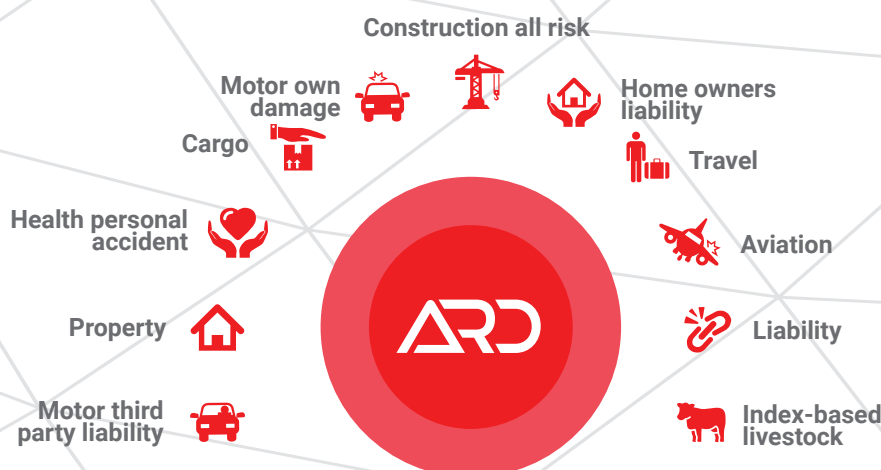 Construction all risk
Motor own
damage
Home owners
liability
Cargo
Travel
Health personal
accident
Aviation
ARD
Property
Liability
Motor third
party liability
Index-based
livestock